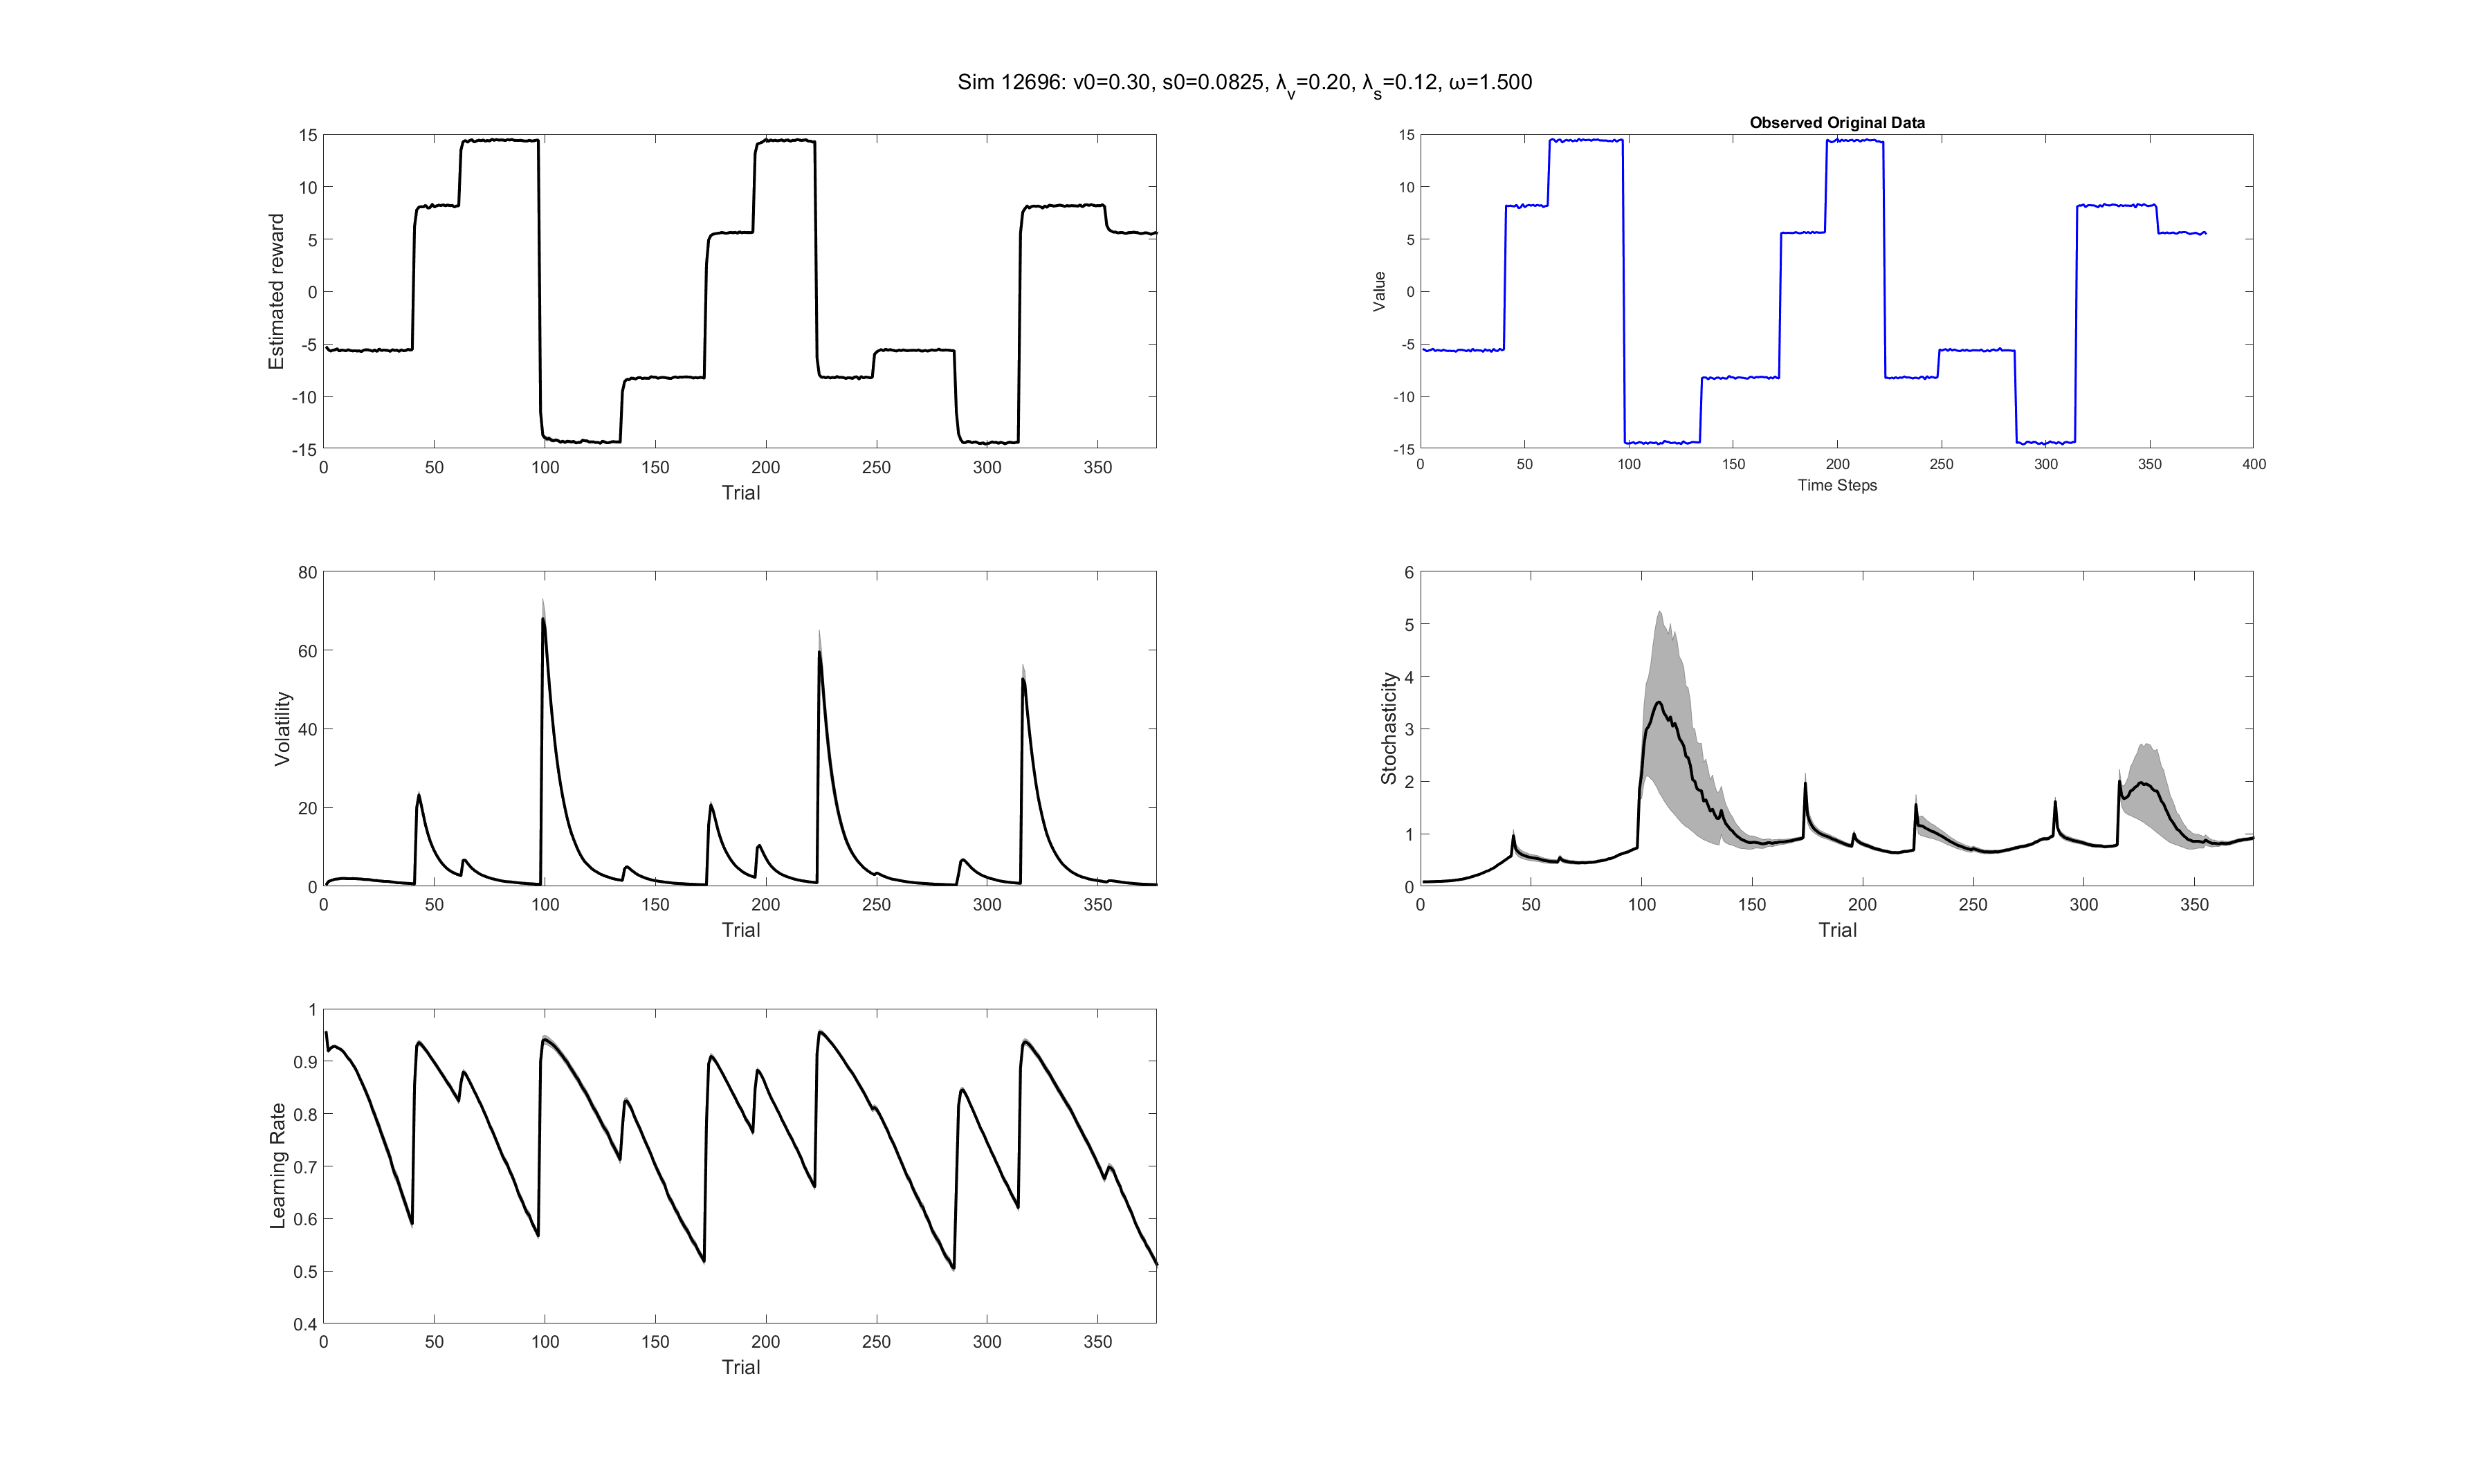 Sim 12696: v0=0.30, s0=0.0825, λv=0.20, λs=0.12, ω=1.500
15
10
5
0
-5
-10
-15
0 50 100 150 200 250 300 350
Estimated reward
Trial
Observed Original Data
15
10
5
0
-5
-10
-15
0 50 100 150 200 250 300 350 400
Value
Time Steps
80
60
40
20
0
0 50 100 150 200 250 300 350
Volatility
Trial
6
5
4
3
2
1
0
0 50 100 150 200 250 300 350
Stochasticity
Trial
1
0.9
0.8
0.7
0.6
0.5
0.4
0 50 100 150 200 250 300 350
Learning Rate
Trial